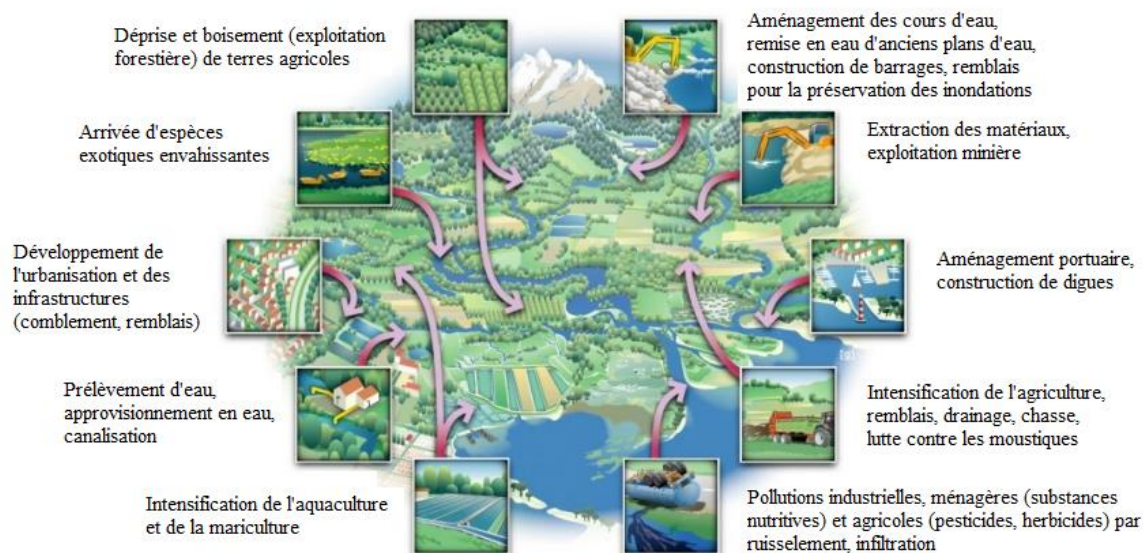 Déprise et boisement (exploitation
forestière) de terres agricoles
Aménagement des cours d'eau,
remise en eau d'anciens plans d'eau,
construction de barrages, remblais
pour la préservation des inondations
Arrivée d'espèces
exotiques envahissantes
Extraction des matériaux,
exploitation minière
Développement de
l'urbanisation et des
infrastructures
(comblement, remblais)
Aménagement portuaire,
construction de digues
Prélèvement d'eau,
approvisionnement en eau,
canalisation
Intensification de l'agriculture,
remblais, drainage, chasse,
lutte contre les moustiques
Intensification de l'aquaculture
et de la mariculture
Pollutions industrielles, ménagères (substances
nutritives) et agricoles (pesticides, herbicides) par
ruisselement, infiltration